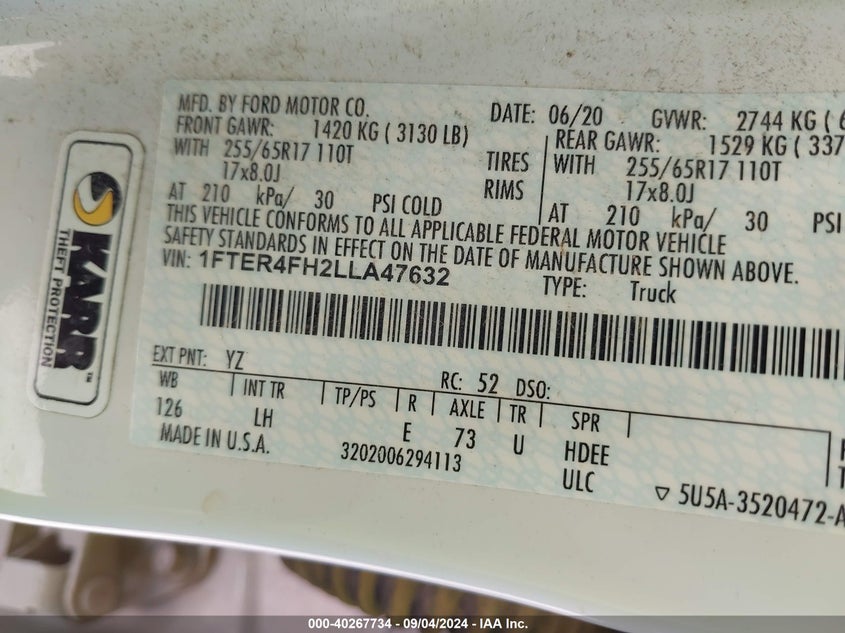 MFD. BY FORD MOTOR CO.
DATE: 06/20 GVWR: 2744 KG ( 6
FRONT GAWR: 1420 KG ( 3130 LB)
REAR GAWR: 1529 KG ( 337
WITH 255/65R17 110T TIRES
WITH 255/65R17 110T
17x8.0J RIMS
17x8.0J
AT 210 kPa/ 30 PSI COLD
AT 210 kPa/ 30 PSI
THIS VEHICLE CONFORMS TO ALL APPLICABLE FEDERAL MOTOR VEHICLE
SAFETY STANDARDS IN EFFECT ON THE DATE OF MANUFACTURE SHOWN ABOVE.
VIN: 1FTER4FH2LLA47632
TYPE: Truck
EXT PNT: YZ RC: 52 DSO:
WB INT TR TP/PS R AXLE TR SPR
126 LH E 73 U HDEE
MADE IN U.S.A. 3202006294113 ULC
▽ 5U5A-3520472-A
KARR™
THEFT PROTECTION
000-40267734 - 09/04/2024 - IAA Inc.